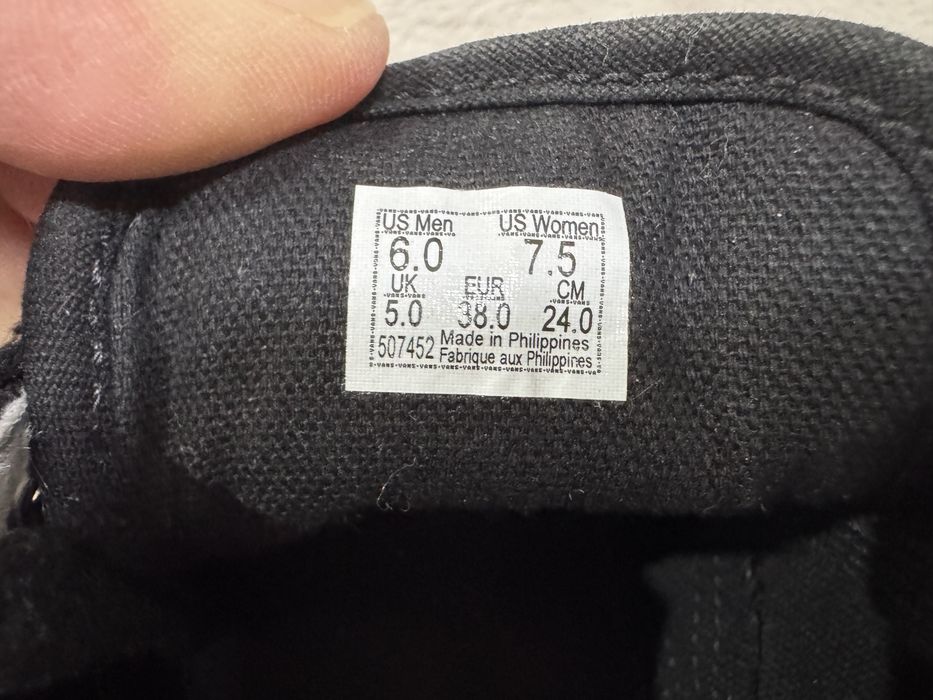 US Men US Women
6.0 7.5
UK EUR CM
5.0 38.0 24.0
507452 Made in Philippines
Fabrique aux Philippines